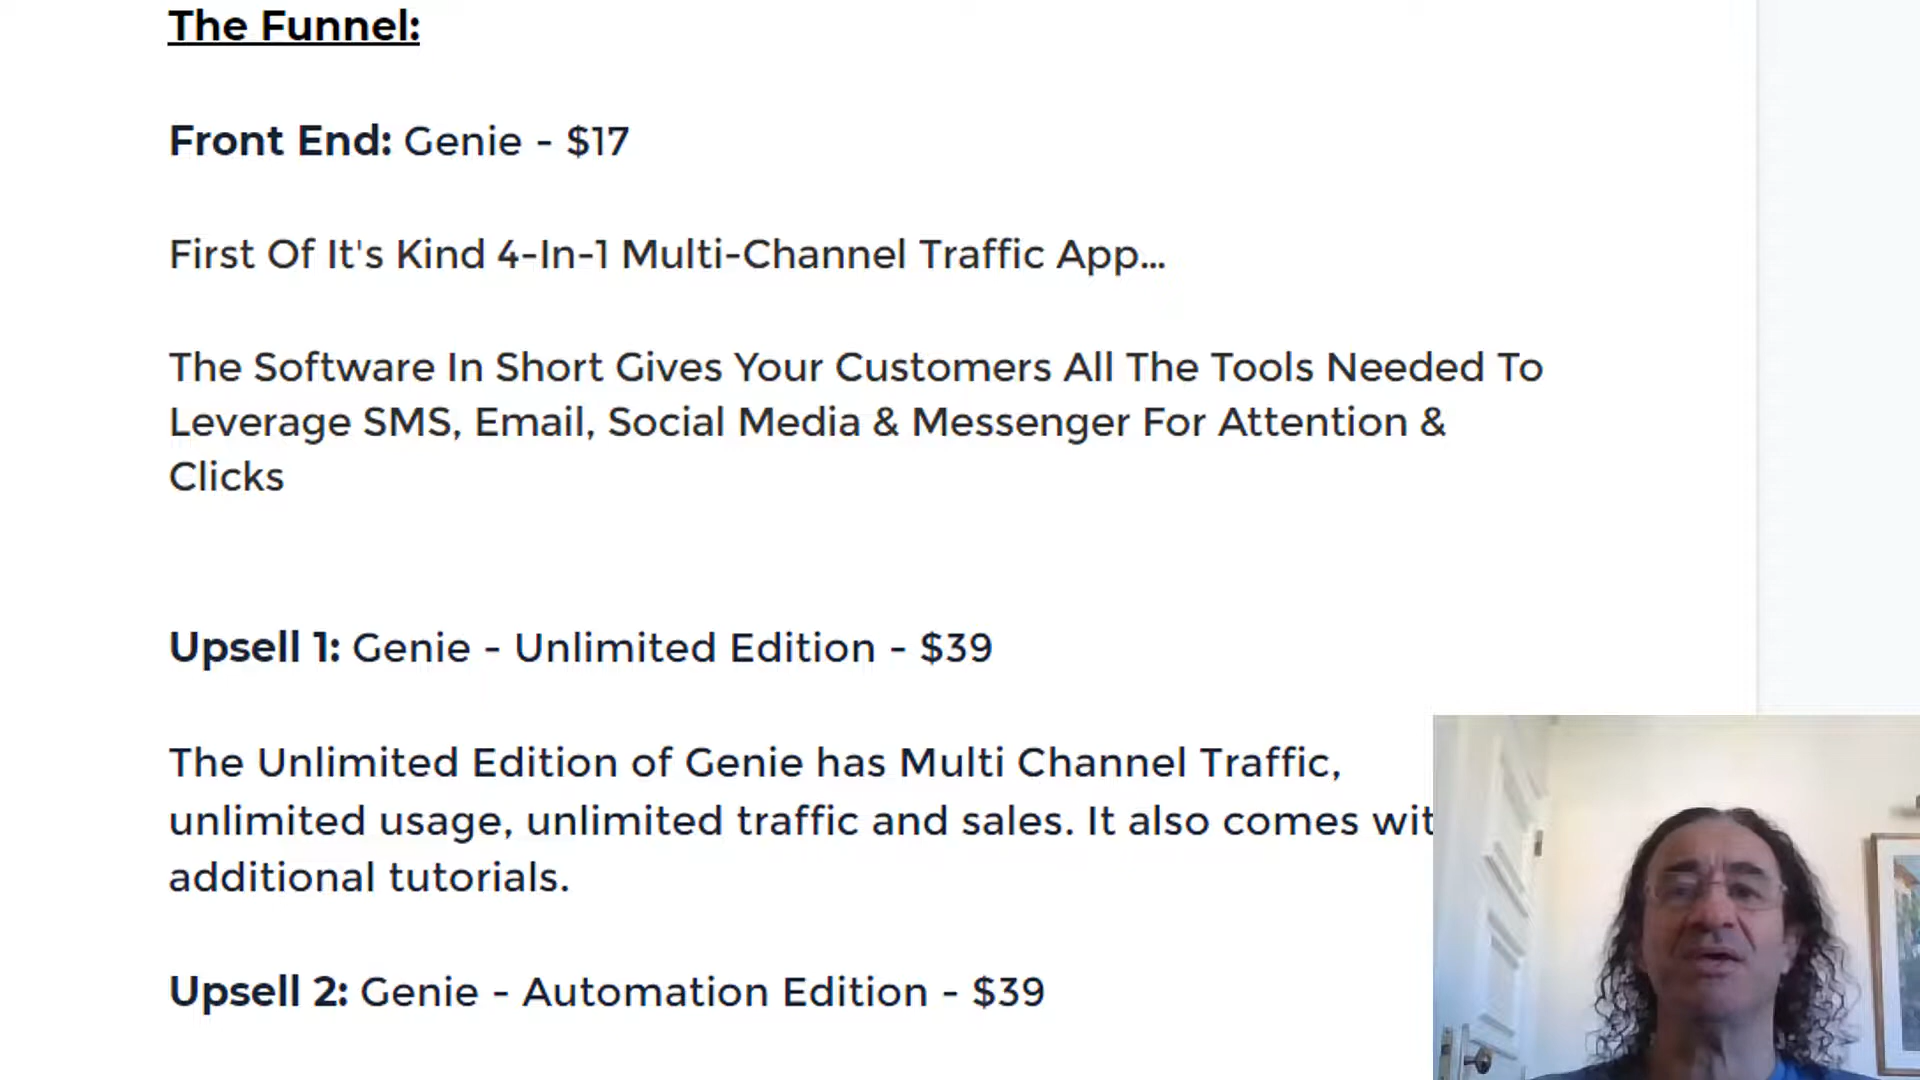 The Funnel:
Front End: Genie - $17
First Of It's Kind 4-In-1 Multi-Channel Traffic App...
The Software In Short Gives Your Customers All The Tools Needed To
Leverage SMS, Email, Social Media & Messenger For Attention &
Clicks
Upsell 1: Genie - Unlimited Edition - $39
The Unlimited Edition of Genie has Multi Channel Traffic,
unlimited usage, unlimited traffic and sales. It also comes wit
additional tutorials.
Upsell 2: Genie - Automation Edition - $39